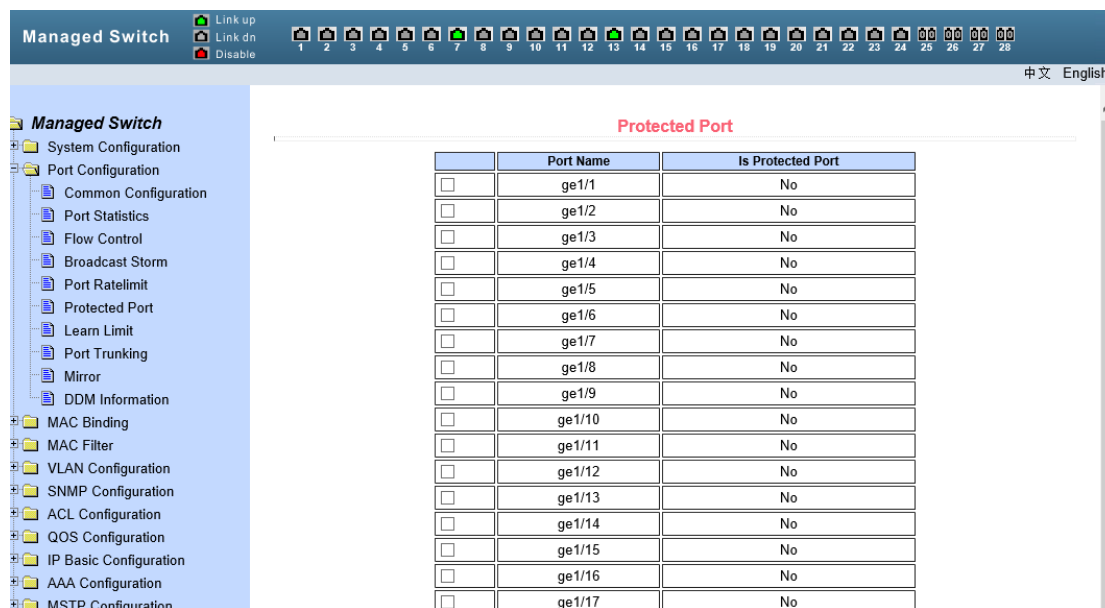 Managed Switch
Link up
Link dn
Disable
1 2 3 4 5 6 7 8 9 10 11 12 13 14 15 16 17 18 19 20 21 22 23 24 25 26 27 28
中文 English
Managed Switch
System Configuration
Port Configuration
Common Configuration
Port Statistics
Flow Control
Broadcast Storm
Port Ratelimit
Protected Port
Learn Limit
Port Trunking
Mirror
DDM Information
MAC Binding
MAC Filter
VLAN Configuration
SNMP Configuration
ACL Configuration
QOS Configuration
IP Basic Configuration
AAA Configuration
MSTP Configuration
Protected Port
Port Name Is Protected Port
ge1/1 No
ge1/2 No
ge1/3 No
ge1/4 No
ge1/5 No
ge1/6 No
ge1/7 No
ge1/8 No
ge1/9 No
ge1/10 No
ge1/11 No
ge1/12 No
ge1/13 No
ge1/14 No
ge1/15 No
ge1/16 No
ge1/17 No